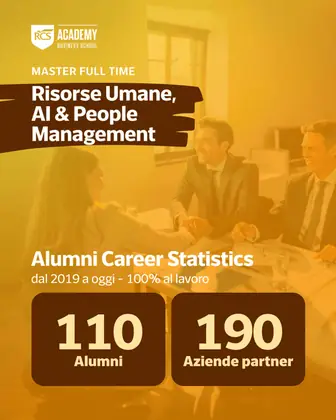 RCS ACADEMY
BUSINESS SCHOOL
MASTER FULL TIME
Risorse Umane,
AI & People
Management
Alumni Career Statistics
dal 2019 a oggi - 100% al lavoro
110
Alumni
190
Aziende partner